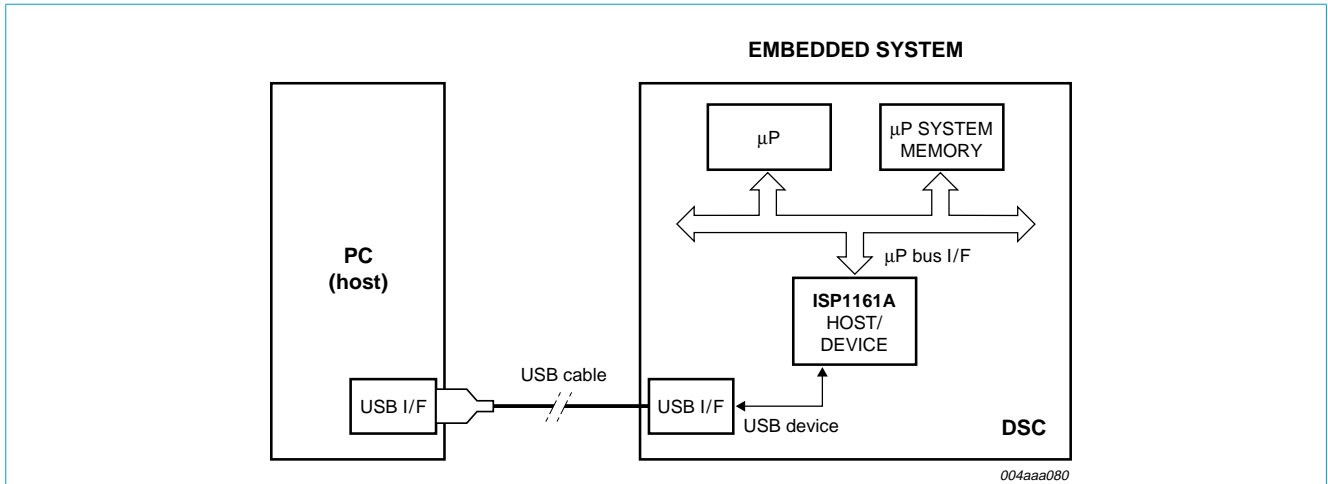 EMBEDDED SYSTEM
μP
μP SYSTEM
MEMORY
PC
(host)
μP bus I/F
ISP1161A
HOST/
DEVICE
USB cable
USB I/F
USB I/F
USB device
DSC
004aaa080